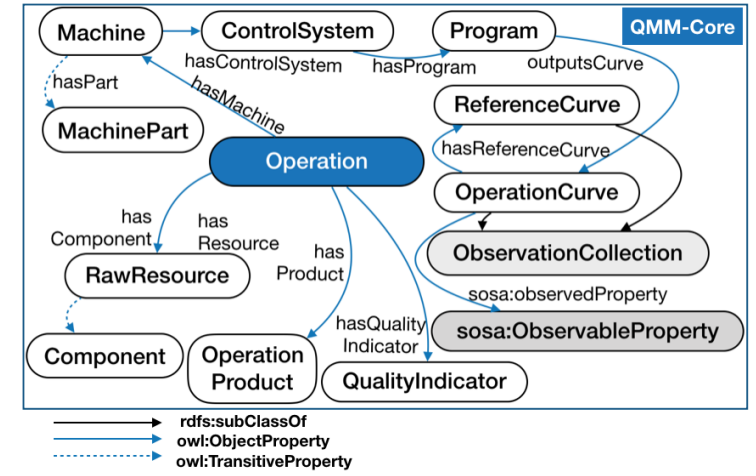 QMM-Core
Machine
ControlSystem
Program
hasControlSystem
hasProgram
outputsCurve
hasPart
hasMachine
MachinePart
ReferenceCurve
hasReferenceCurve
Operation
OperationCurve
has
Component
has
Resource
has
Product
ObservationCollection
RawResource
sosa:observedProperty
hasQuality
Indicator
sosa:ObservableProperty
Component
Operation
Product
QualityIndicator
rdfs:subClassOf
owl:ObjectProperty
owl:TransitiveProperty